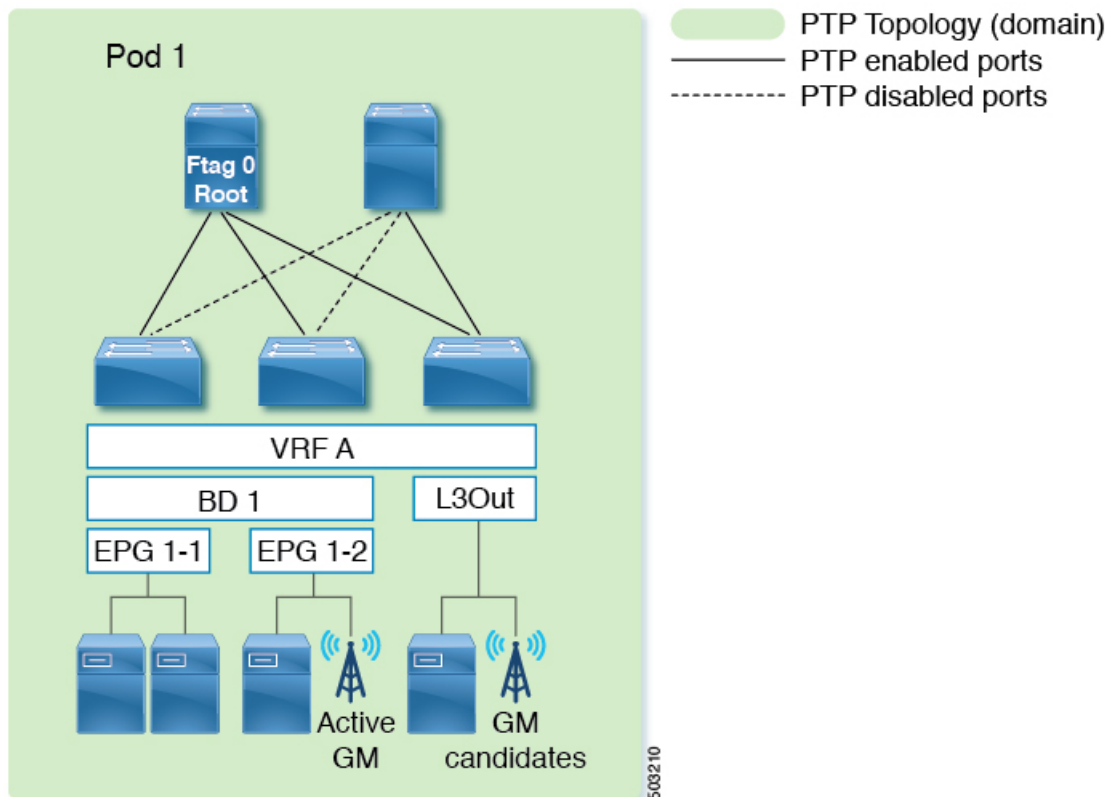 Pod 1
PTP Topology (domain)
PTP enabled ports
PTP disabled ports
Ftag 0
Root
VRF A
BD 1
L3Out
EPG 1-1
EPG 1-2
Active
GM
GM
candidates
503210